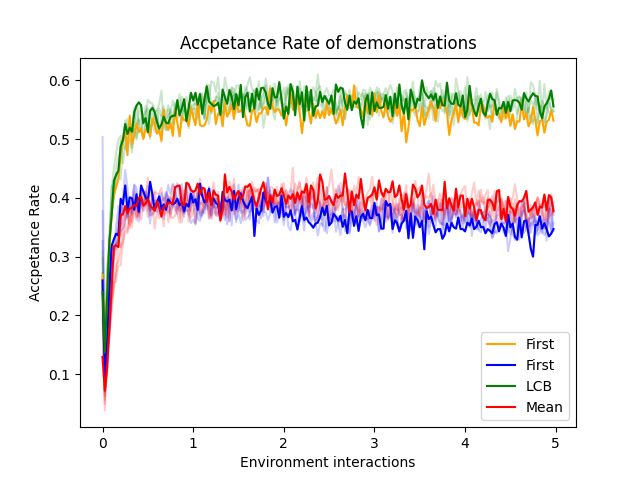 Accpetance Rate of demonstrations
Accpetance Rate
0.6
0.5
0.4
0.3
0.2
0.1
0 1 2 3 4 5
Environment interactions
First
First
LCB
Mean